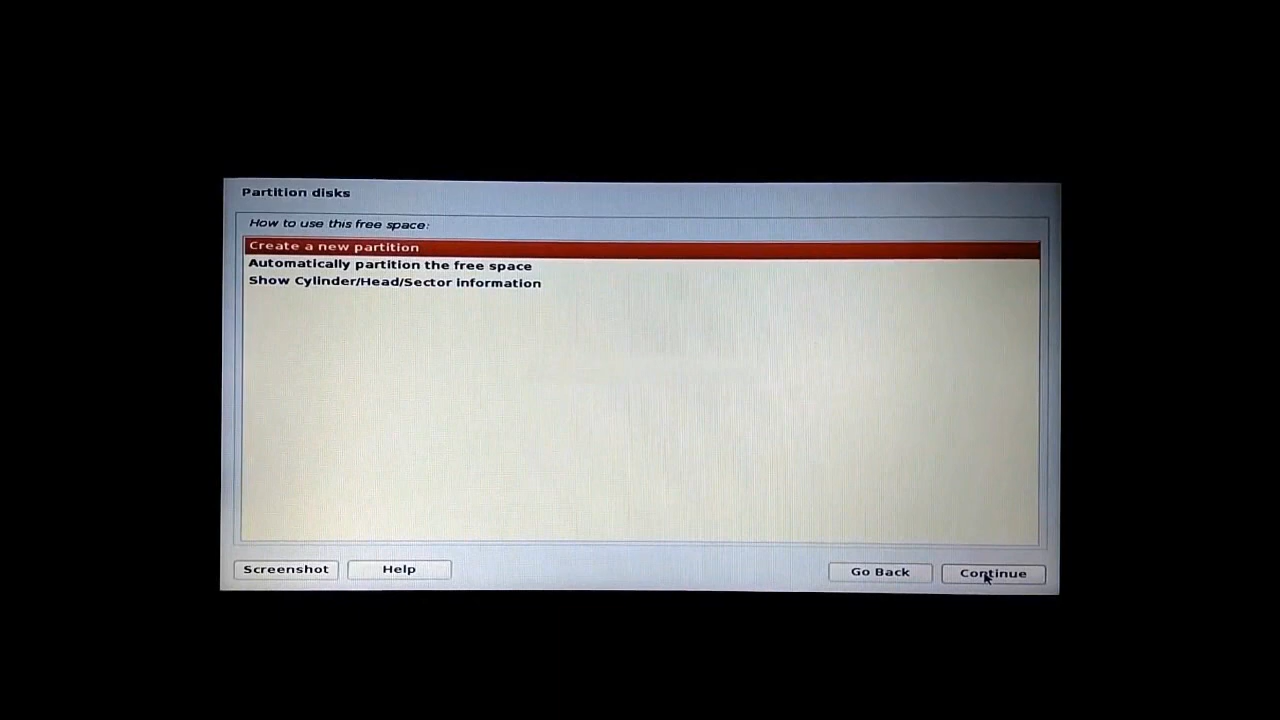 Partition disks
How to use this free space:
Create a new partition
Automatically partition the free space
Show Cylinder/Head/Sector information
Screenshot
Help
Go Back
Continue